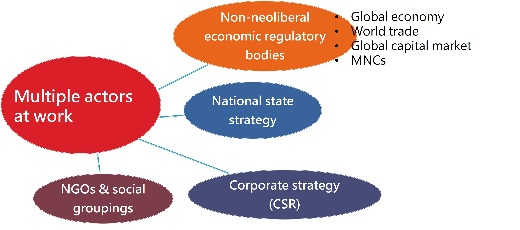 Non-neoliberal
economic regulatory
bodies
• Global economy
• World trade
• Global capital market
• MNCs
Multiple actors
at work
National state
strategy
NGOs & social
groupings
Corporate strategy
(CSR)